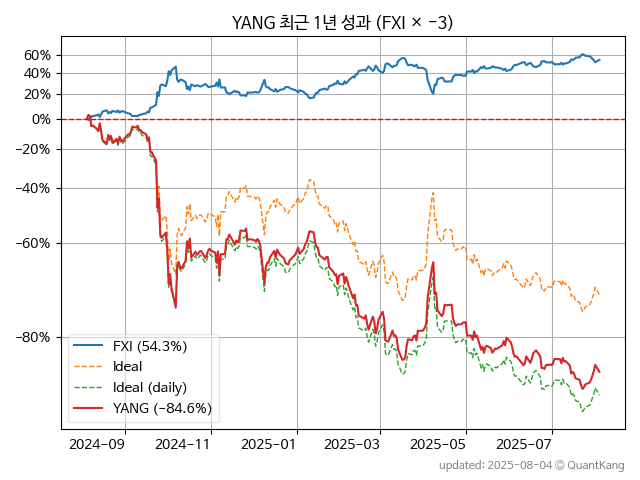 YANG 최근 1년 성과 (FXI × −3)
60%
40%
20%
0%
−20%
−40%
−60%
−80%
FXI (54.3%)
Ideal
Ideal (daily)
YANG (−84.6%)
2024-09 2024-11 2025-01 2025-03 2025-05 2025-07
updated: 2025-08-04 © QuantKang